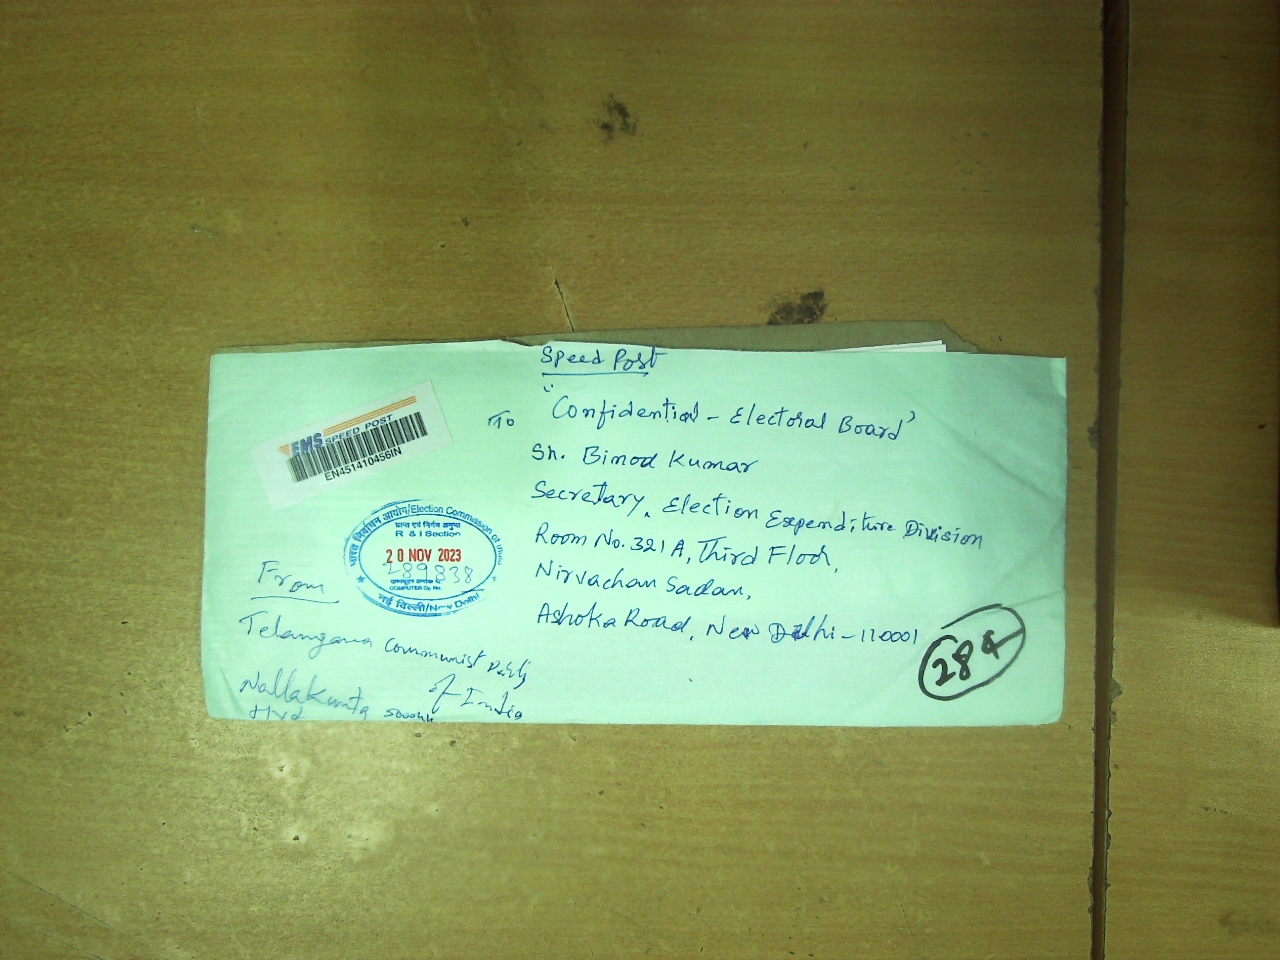 Speed Post
To "Confidential - Electoral Board"
Sh. Binod Kumar
Secretary, Election Expenditure Division
Room No. 321 A, Third Floor,
Nirvachan Sadan,
Ashoka Road, New Delhi - 110001
284
EMS SPEED POST
EN451410456IN
भारत निर्वाचन आयोग/Election Commission of India
प्राप्त एवं निर्गम अनुभाग
R & I Section
20 NOV 2023
289838
COMPUTER Dy. No.
नई दिल्ली/New Delhi
From
Telangana Communist Party
of India
Nallakunta
Hyd